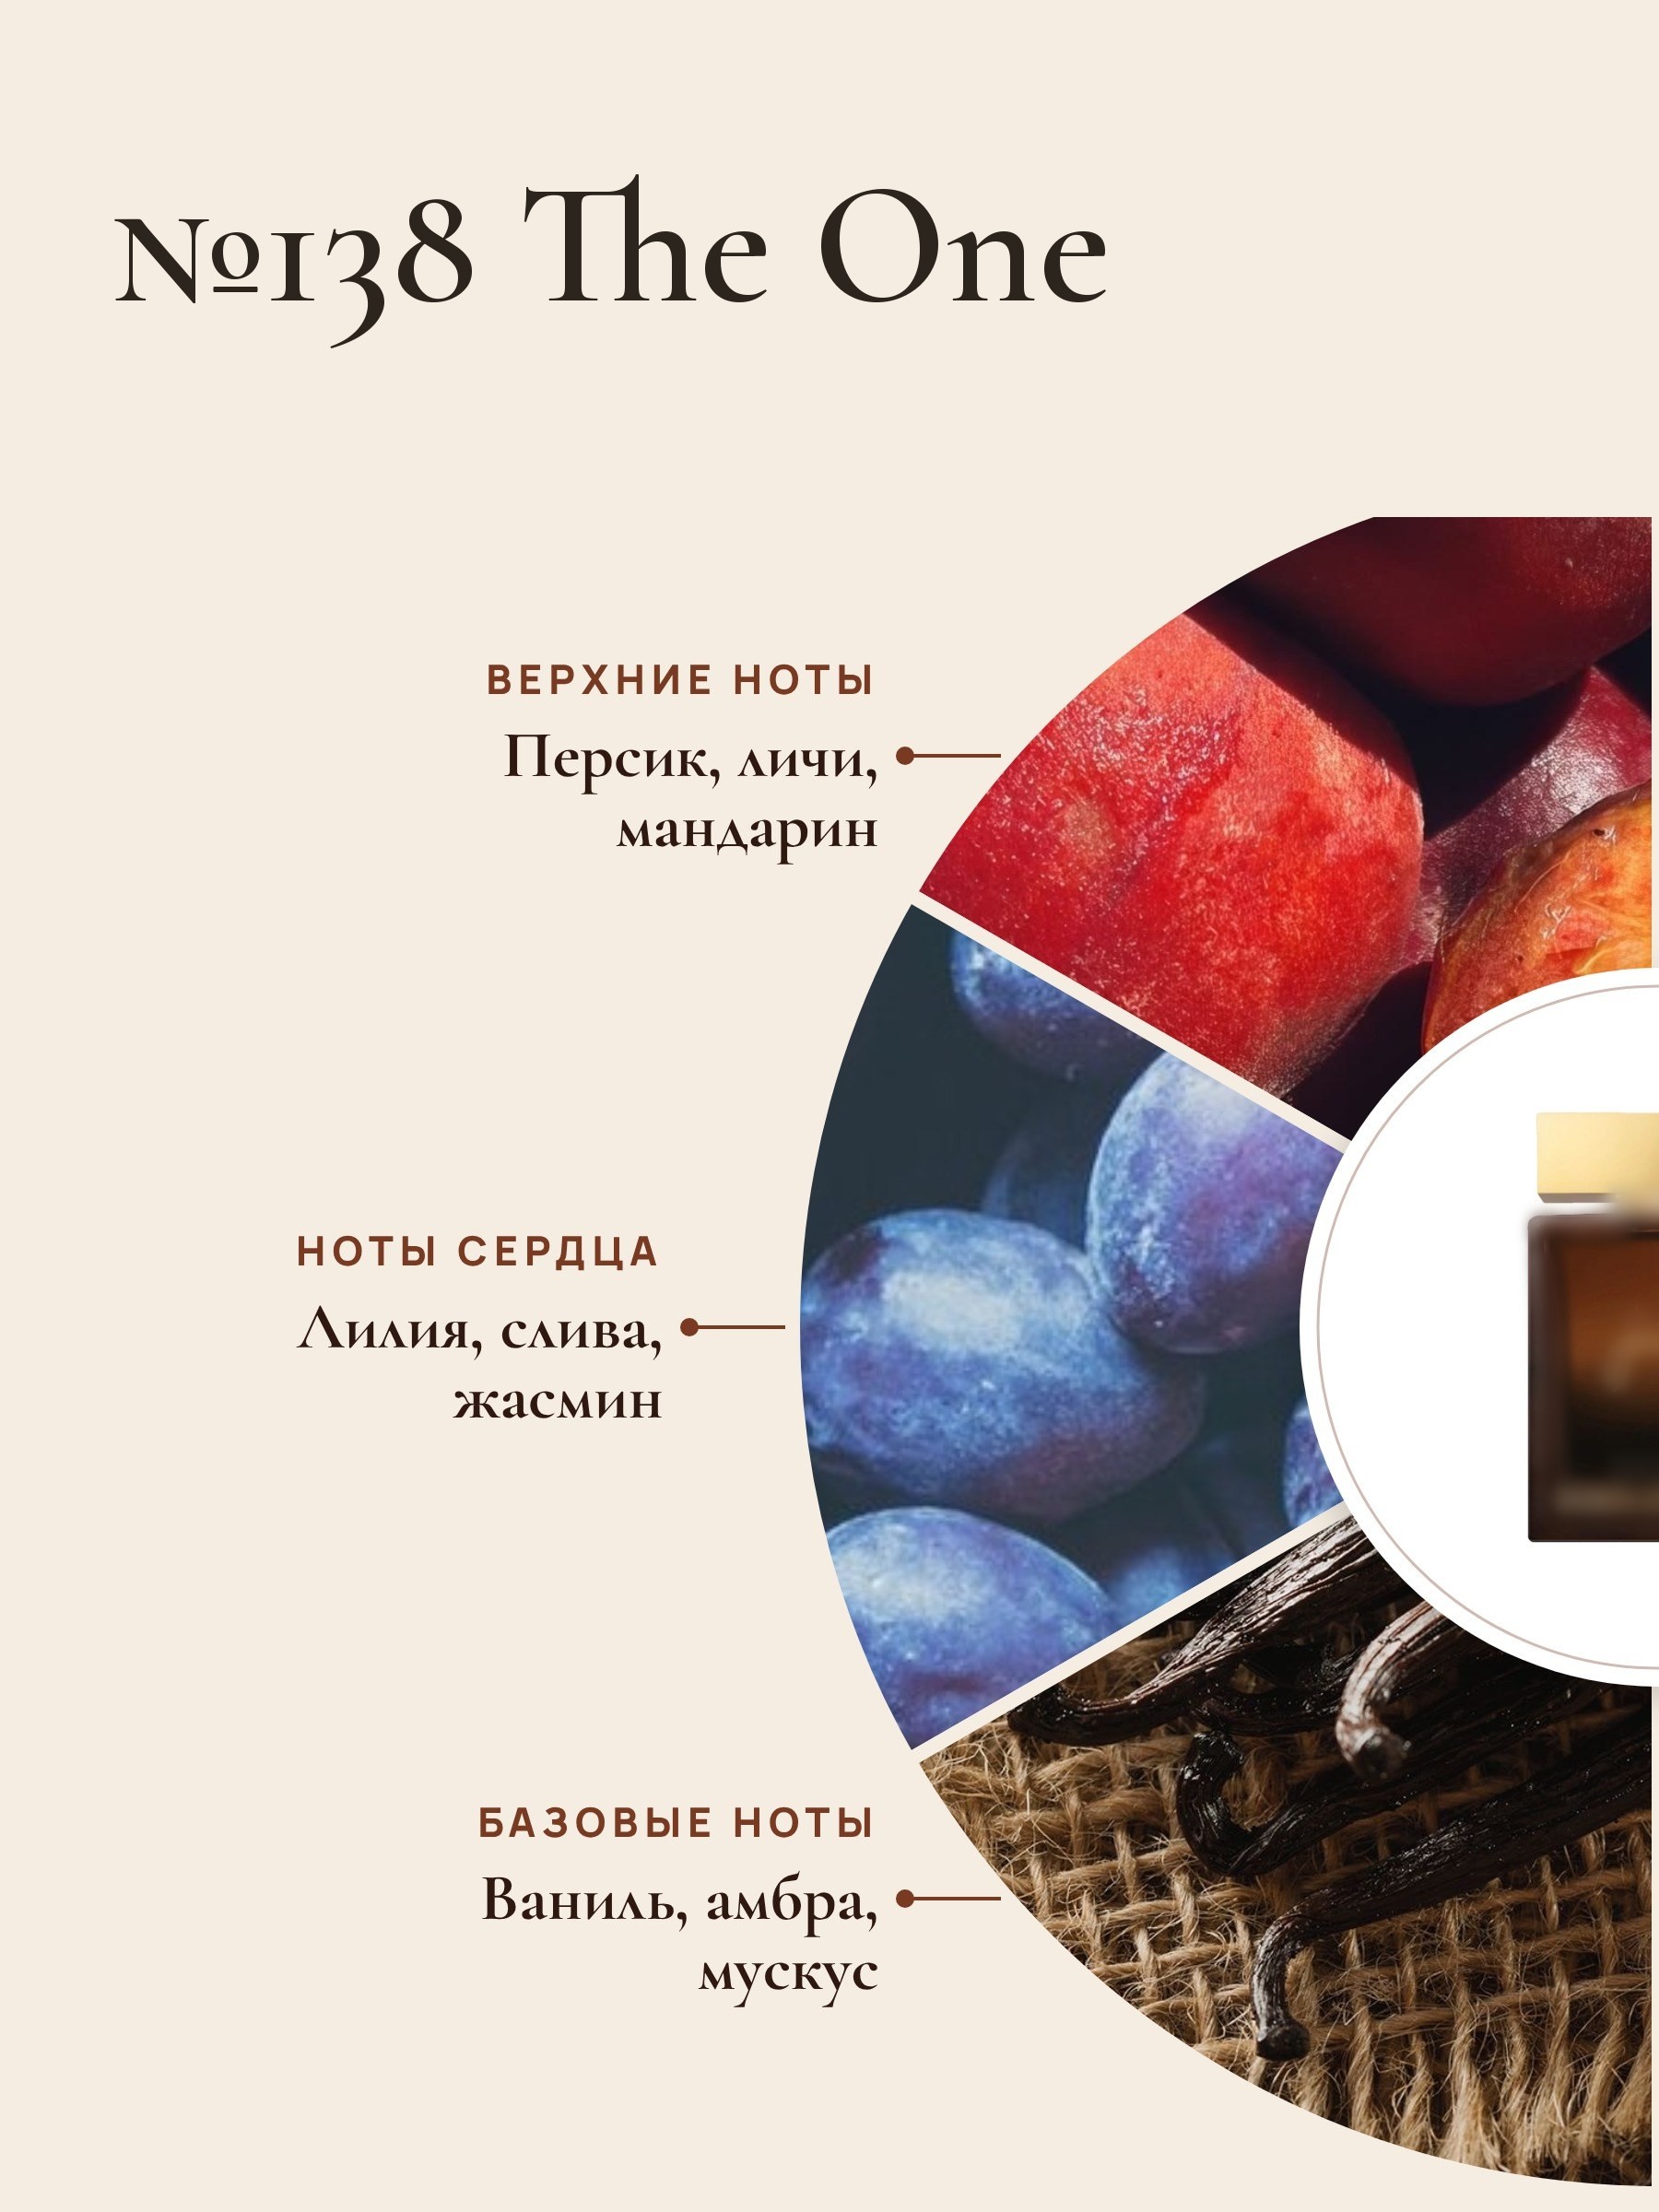 №138 The One
ВЕРХНИЕ НОТЫ
Персик, личи,
мандарин
НОТЫ СЕРДЦА
Лилия, слива,
жасмин
БАЗОВЫЕ НОТЫ
Ваниль, амбра,
мускус